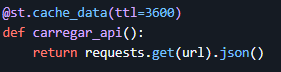 @st.cache_data(ttl=3600)
def carregar_api():
    return requests.get(url).json()